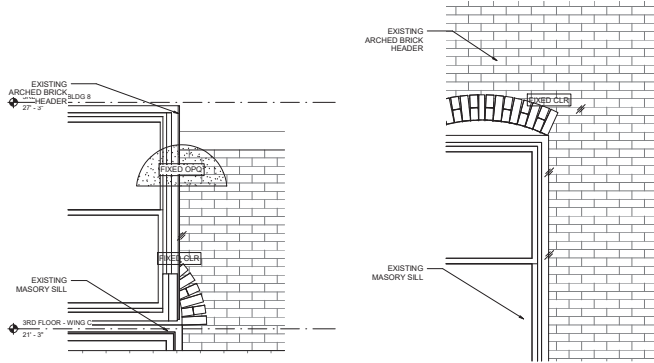 EXISTING
ARCHED BRICK
HEADER
BLDG 8
27' - 3"
FIXED OPQ
FIXED CLR
EXISTING
MASORY SILL
3RD FLOOR - WING C
21' - 3"
EXISTING
ARCHED BRICK
HEADER
FIXED CLR
EXISTING
MASORY SILL